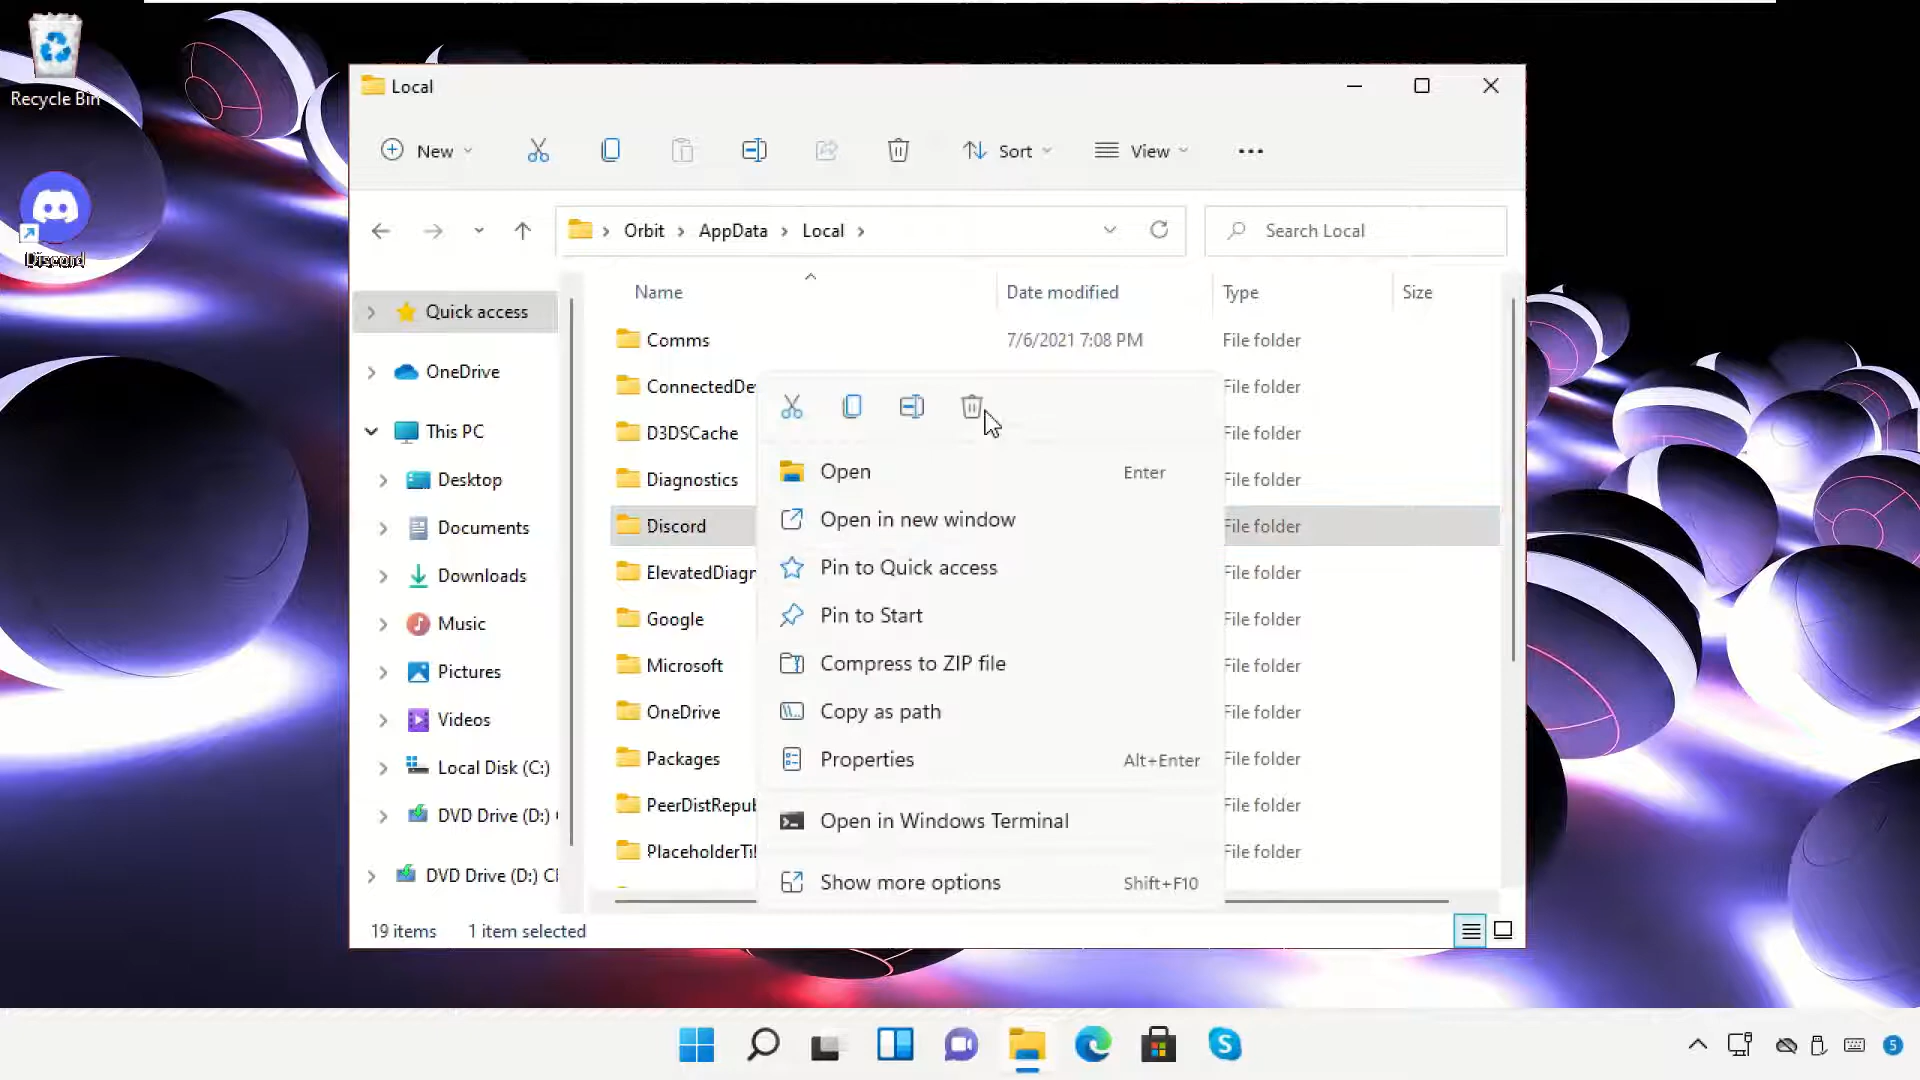 Recycle Bin
Discord
Local
New
Sort
View
Orbit
AppData
Local
Search Local
Quick access
OneDrive
This PC
Desktop
Documents
Downloads
Music
Pictures
Videos
Local Disk (C:)
DVD Drive (D:)
DVD Drive (D:)
Name
Date modified
Type
Size
Comms
7/6/2021 7:08 PM
File folder
ConnectedDe
File folder
D3DSCache
File folder
Diagnostics
File folder
Discord
File folder
ElevatedDiagn
File folder
Google
File folder
Microsoft
File folder
OneDrive
File folder
Packages
File folder
PeerDistRepub
File folder
PlaceholderTil
File folder
Open
Enter
Open in new window
Pin to Quick access
Pin to Start
Compress to ZIP file
Copy as path
Properties
Alt+Enter
Open in Windows Terminal
Show more options
Shift+F10
19 items
1 item selected
5